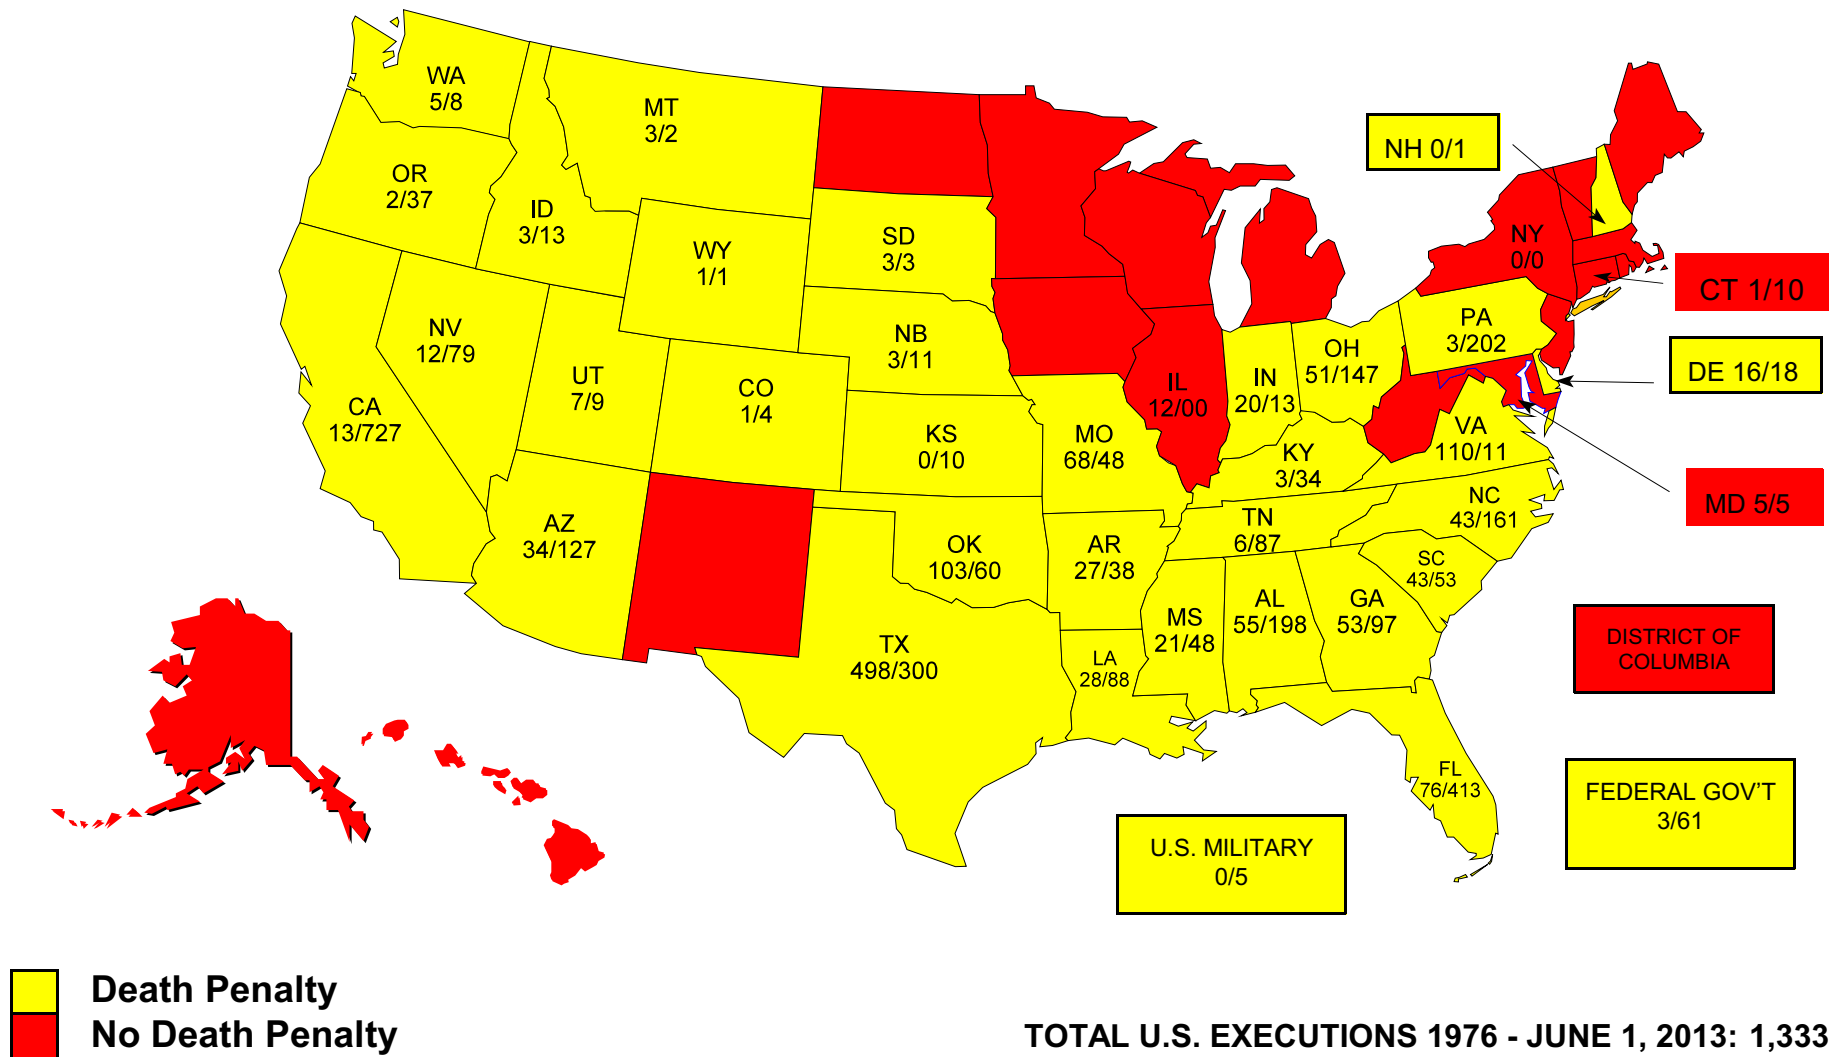 WA
5/8
MT
3/2
NH 0/1
OR
2/37
ID
3/13
WY
1/1
SD
3/3
NY
0/0
CT 1/10
NV
12/79
NB
3/11
PA
3/202
OH
51/147
DE 16/18
UT
7/9
CO
1/4
IL
12/00
IN
20/13
CA
13/727
KS
0/10
MO
68/48
KY
3/34
VA
110/11
MD 5/5
AZ
34/127
OK
103/60
AR
27/38
TN
6/87
NC
43/161
SC
43/53
TX
498/300
LA
28/88
MS
21/48
AL
55/198
GA
53/97
DISTRICT OF
COLUMBIA
FL
76/413
FEDERAL GOV'T
3/61
U.S. MILITARY
0/5
Death Penalty
No Death Penalty
TOTAL U.S. EXECUTIONS 1976 - JUNE 1, 2013: 1,333